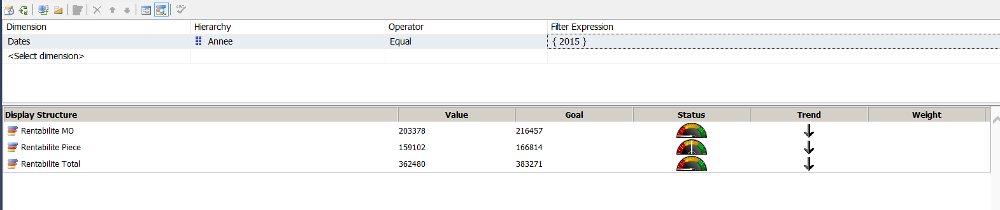 ABC
Dimension Hierarchy Operator Filter Expression
Dates Annee Equal { 2015 }
<Select dimension>
Display Structure Value Goal Status Trend Weight
Rentabilite MO 203378 216457
Rentabilite Piece 159102 166814
Rentabilite Total 362480 383271